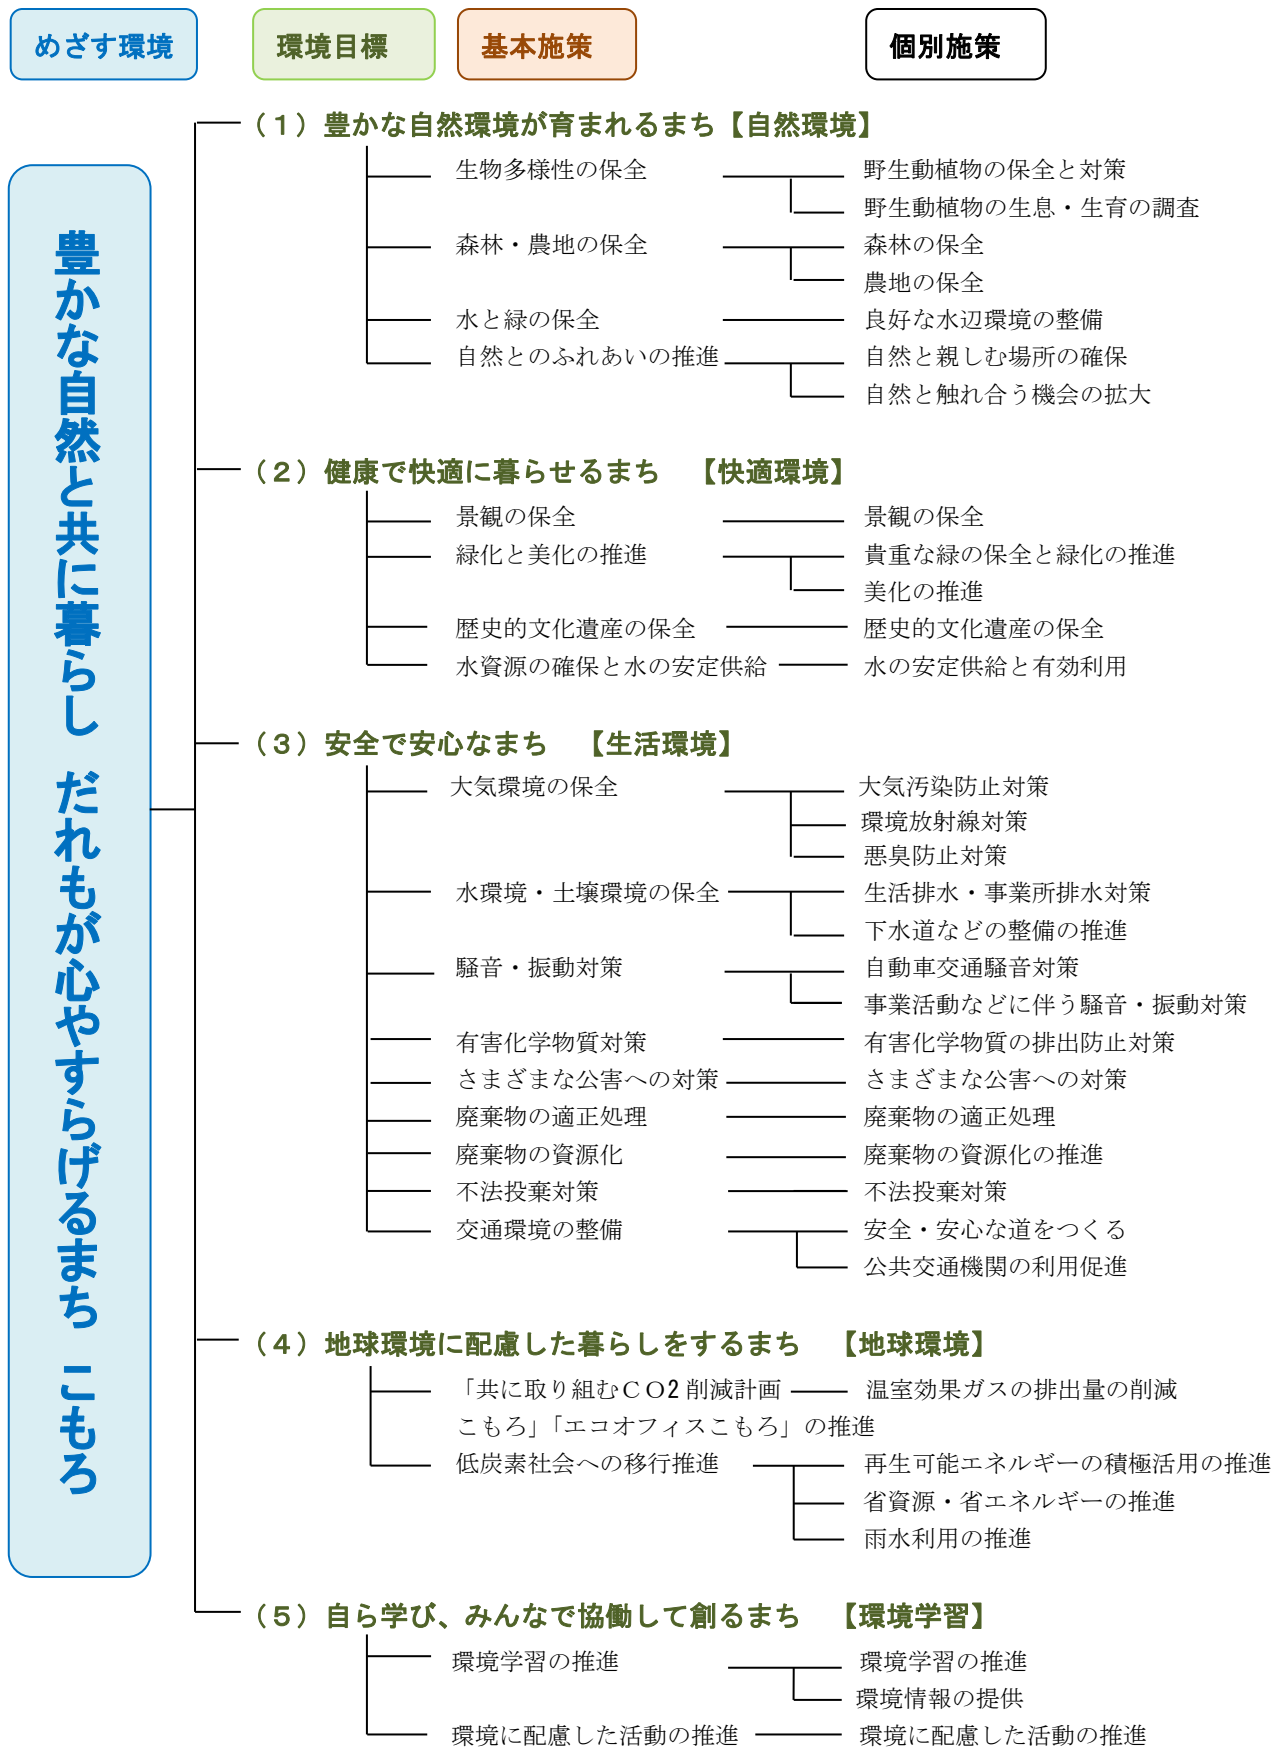 めざす環境
環境目標
基本施策
個別施策
豊かな自然と共に暮らし　だれもが心やすらげるまち　こもろ
（１）豊かな自然環境が育まれるまち【自然環境】
生物多様性の保全
野生動植物の保全と対策
野生動植物の生息・生育の調査
森林・農地の保全
森林の保全
農地の保全
水と緑の保全
良好な水辺環境の整備
自然とのふれあいの推進
自然と親しむ場所の確保
自然と触れ合う機会の拡大
（２）健康で快適に暮らせるまち　【快適環境】
景観の保全
景観の保全
緑化と美化の推進
貴重な緑の保全と緑化の推進
美化の推進
歴史的文化遺産の保全
歴史的文化遺産の保全
水資源の確保と水の安定供給
水の安定供給と有効利用
（３）安全で安心なまち　【生活環境】
大気環境の保全
大気汚染防止対策
環境放射線対策
悪臭防止対策
水環境・土壌環境の保全
生活排水・事業所排水対策
下水道などの整備の推進
騒音・振動対策
自動車交通騒音対策
事業活動などに伴う騒音・振動対策
有害化学物質対策
有害化学物質の排出防止対策
さまざまな公害への対策
さまざまな公害への対策
廃棄物の適正処理
廃棄物の適正処理
廃棄物の資源化
廃棄物の資源化の推進
不法投棄対策
不法投棄対策
交通環境の整備
安全・安心な道をつくる
公共交通機関の利用促進
（４）地球環境に配慮した暮らしをするまち　【地球環境】
「共に取り組むＣＯ2 削減計画
温室効果ガスの排出量の削減
こもろ」「エコオフィスこもろ」の推進
低炭素社会への移行推進
再生可能エネルギーの積極活用の推進
省資源・省エネルギーの推進
雨水利用の推進
（５）自ら学び、みんなで協働して創るまち　【環境学習】
環境学習の推進
環境学習の推進
環境情報の提供
環境に配慮した活動の推進
環境に配慮した活動の推進